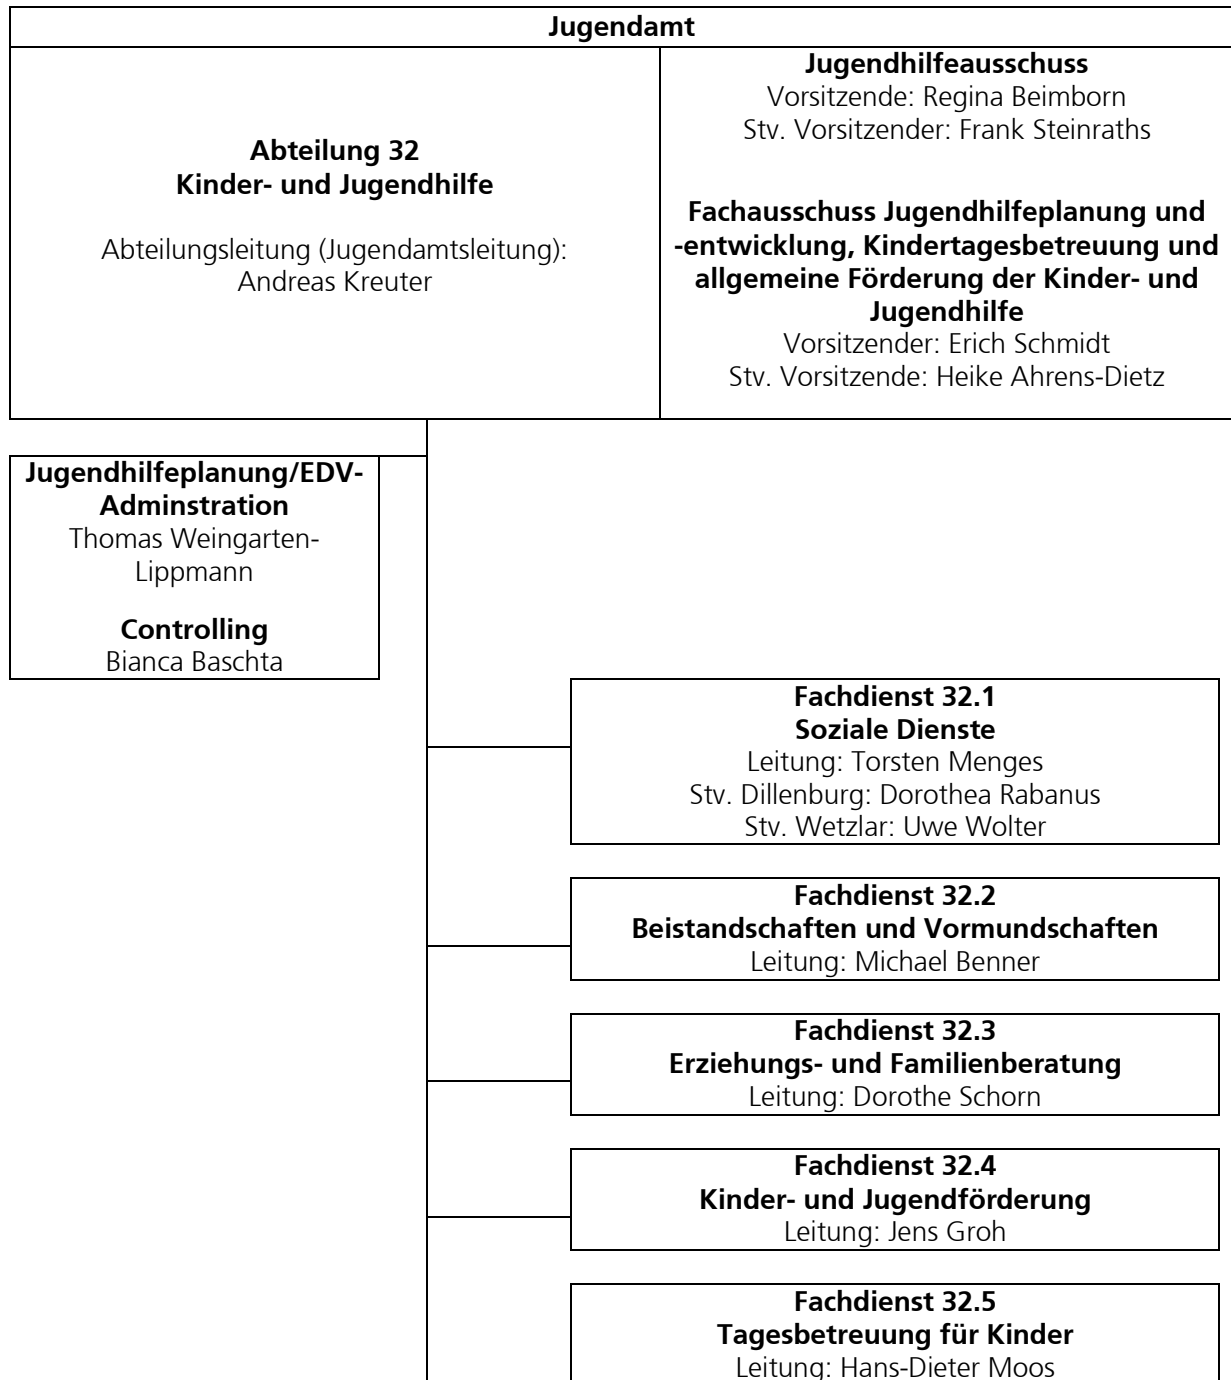 Jugendamt
Abteilung 32
Kinder- und Jugendhilfe
Abteilungsleitung (Jugendamtsleitung):
Andreas Kreuter
Jugendhilfeausschuss
Vorsitzende: Regina Beimborn
Stv. Vorsitzender: Frank Steinraths
Fachausschuss Jugendhilfeplanung und
-entwicklung, Kindertagesbetreuung und
allgemeine Förderung der Kinder- und
Jugendhilfe
Vorsitzender: Erich Schmidt
Stv. Vorsitzende: Heike Ahrens-Dietz
Jugendhilfeplanung/EDV-
Adminstration
Thomas Weingarten-
Lippmann
Controlling
Bianca Baschta
Fachdienst 32.1
Soziale Dienste
Leitung: Torsten Menges
Stv. Dillenburg: Dorothea Rabanus
Stv. Wetzlar: Uwe Wolter
Fachdienst 32.2
Beistandschaften und Vormundschaften
Leitung: Michael Benner
Fachdienst 32.3
Erziehungs- und Familienberatung
Leitung: Dorothe Schorn
Fachdienst 32.4
Kinder- und Jugendförderung
Leitung: Jens Groh
Fachdienst 32.5
Tagesbetreuung für Kinder
Leitung: Hans-Dieter Moos